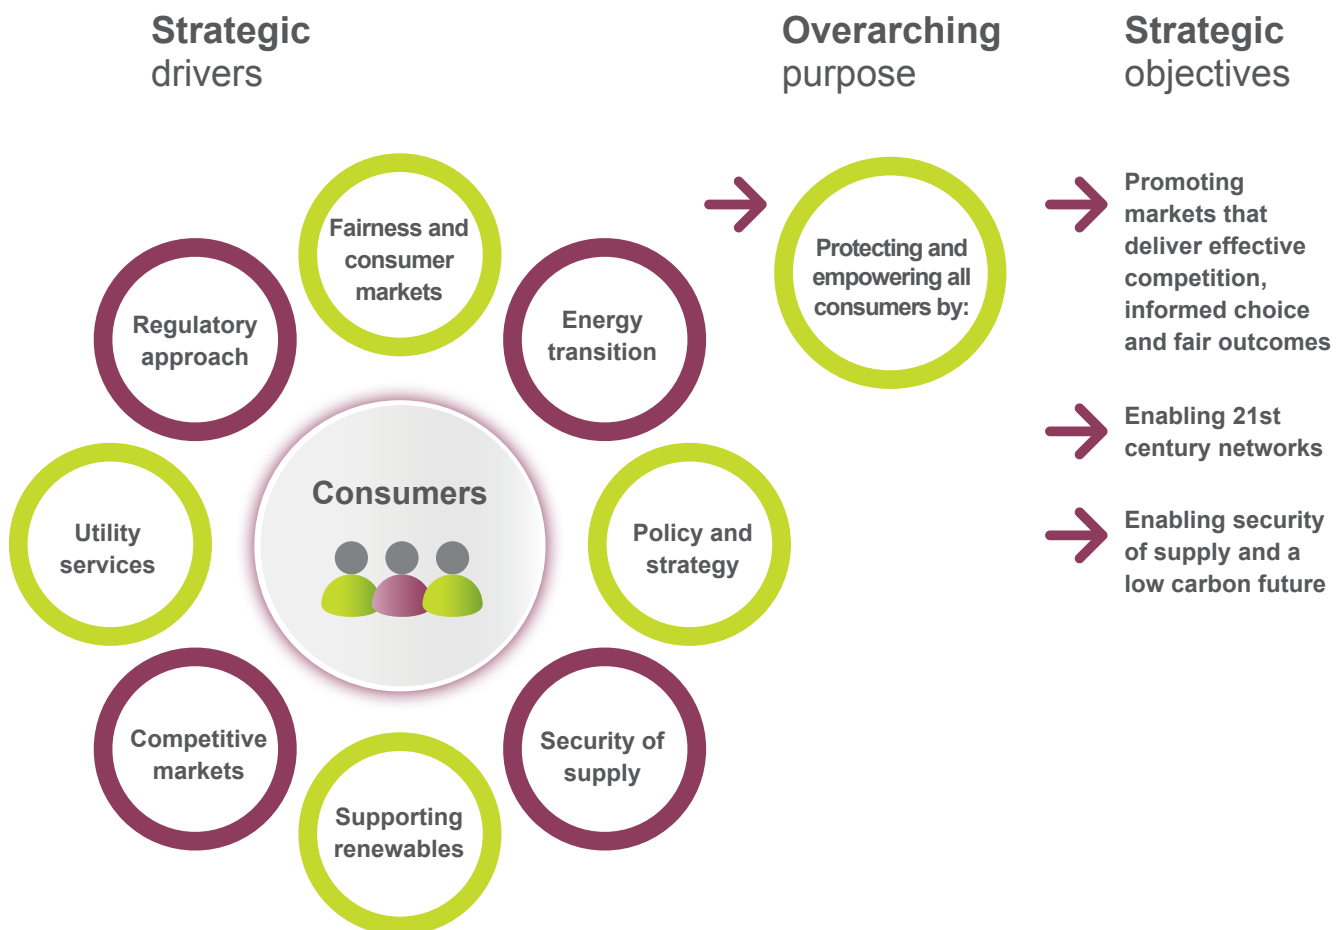 Strategic
drivers
Overarching
purpose
Strategic
objectives
Fairness and
consumer
markets
Energy
transition
Policy and
strategy
Security of
supply
Supporting
renewables
Competitive
markets
Utility
services
Regulatory
approach
Consumers
Protecting and
empowering all
consumers by:
Promoting
markets that
deliver effective
competition,
informed choice
and fair outcomes
Enabling 21st
century networks
Enabling security
of supply and a
low carbon future